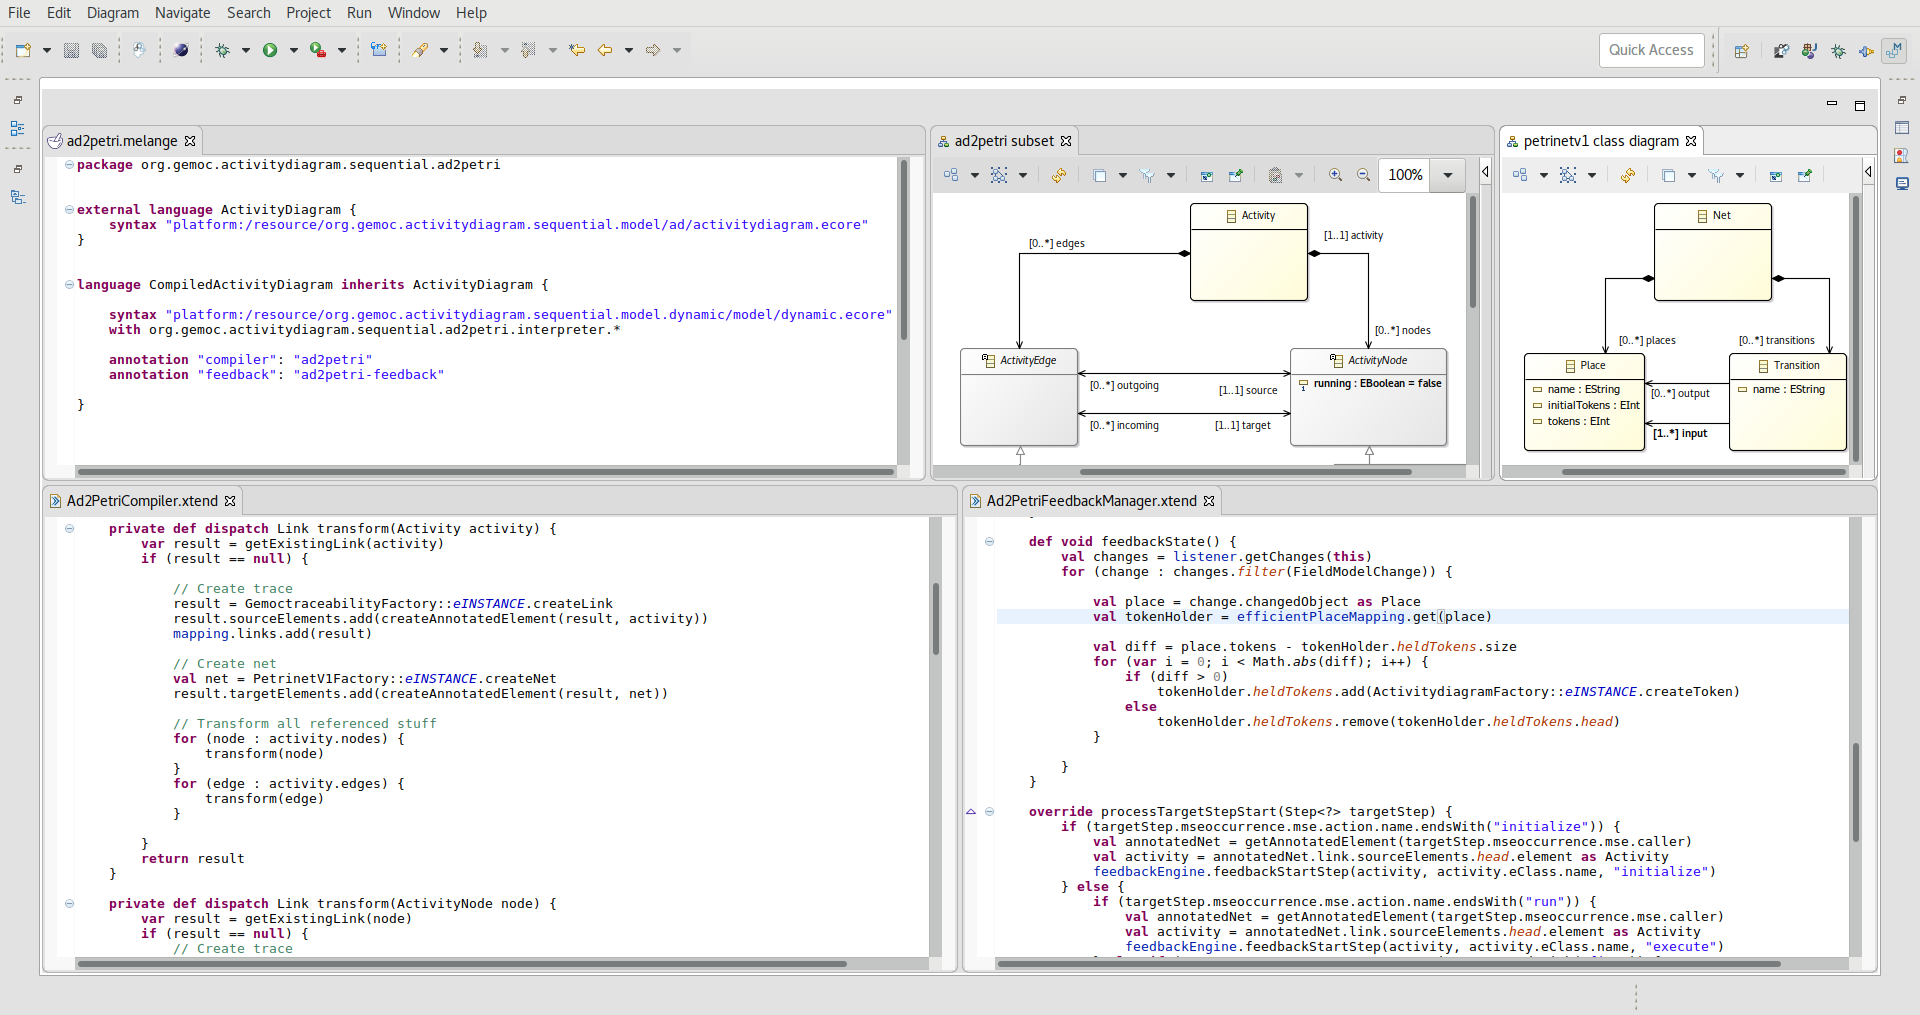 File Edit Diagram Navigate Search Project Run Window Help
Quick Access
ad2petri.melange
package org.gemoc.activitydiagram.sequential.ad2petri
external language ActivityDiagram {
syntax "platform:/resource/org.gemoc.activitydiagram.sequential.model/ad/activitydiagram.ecore"
}
language CompiledActivityDiagram inherits ActivityDiagram {
syntax "platform:/resource/org.gemoc.activitydiagram.sequential.model.dynamic/model/dynamic.ecore"
with org.gemoc.activitydiagram.sequential.ad2petri.interpreter.*
annotation "compiler": "ad2petri"
annotation "feedback": "ad2petri-feedback"
}
ad2petri subset
100%
Activity
[0..*] edges
[1..1] activity
[0..*] nodes
ActivityEdge
ActivityNode
running : EBoolean = false
[0..*] outgoing
[1..1] source
[0..*] incoming
[1..1] target
petrinetv1 class diagram
Net
[0..*] places
[0..*] transitions
Place
name : EString
initialTokens : EInt
tokens : EInt
Transition
name : EString
[0..*] output
[1..*] input
Ad2PetriCompiler.xtend
private def dispatch Link transform(Activity activity) {
var result = getExistingLink(activity)
if (result == null) {
// Create trace
result = GemoctraceabilityFactory::eINSTANCE.createLink
result.sourceElements.add(createAnnotatedElement(result, activity))
mapping.links.add(result)
// Create net
val net = PetrinetV1Factory::eINSTANCE.createNet
result.targetElements.add(createAnnotatedElement(result, net))
// Transform all referenced stuff
for (node : activity.nodes) {
transform(node)
}
for (edge : activity.edges) {
transform(edge)
}
}
return result
}
private def dispatch Link transform(ActivityNode node) {
var result = getExistingLink(node)
if (result == null) {
// Create trace
Ad2PetriFeedbackManager.xtend
def void feedbackState() {
val changes = listener.getChanges(this)
for (change : changes.filter(FieldModelChange)) {
val place = change.changedObject as Place
val tokenHolder = efficientPlaceMapping.get(place)
val diff = place.tokens - tokenHolder.heldTokens.size
for (var i = 0; i < Math.abs(diff); i++) {
if (diff > 0)
tokenHolder.heldTokens.add(ActivitydiagramFactory::eINSTANCE.createToken)
else
tokenHolder.heldTokens.remove(tokenHolder.heldTokens.head)
}
}
}
override processTargetStepStart(Step<?> targetStep) {
if (targetStep.mseoccurrence.mse.action.name.endsWith("initialize")) {
val annotatedNet = getAnnotatedElement(targetStep.mseoccurrence.mse.caller)
val activity = annotatedNet.link.sourceElements.head.element as Activity
feedbackEngine.feedbackStartStep(activity, activity.eClass.name, "initialize")
} else {
if (targetStep.mseoccurrence.mse.action.name.endsWith("run")) {
val annotatedNet = getAnnotatedElement(targetStep.mseoccurrence.mse.caller)
val activity = annotatedNet.link.sourceElements.head.element as Activity
feedbackEngine.feedbackStartStep(activity, activity.eClass.name, "execute")